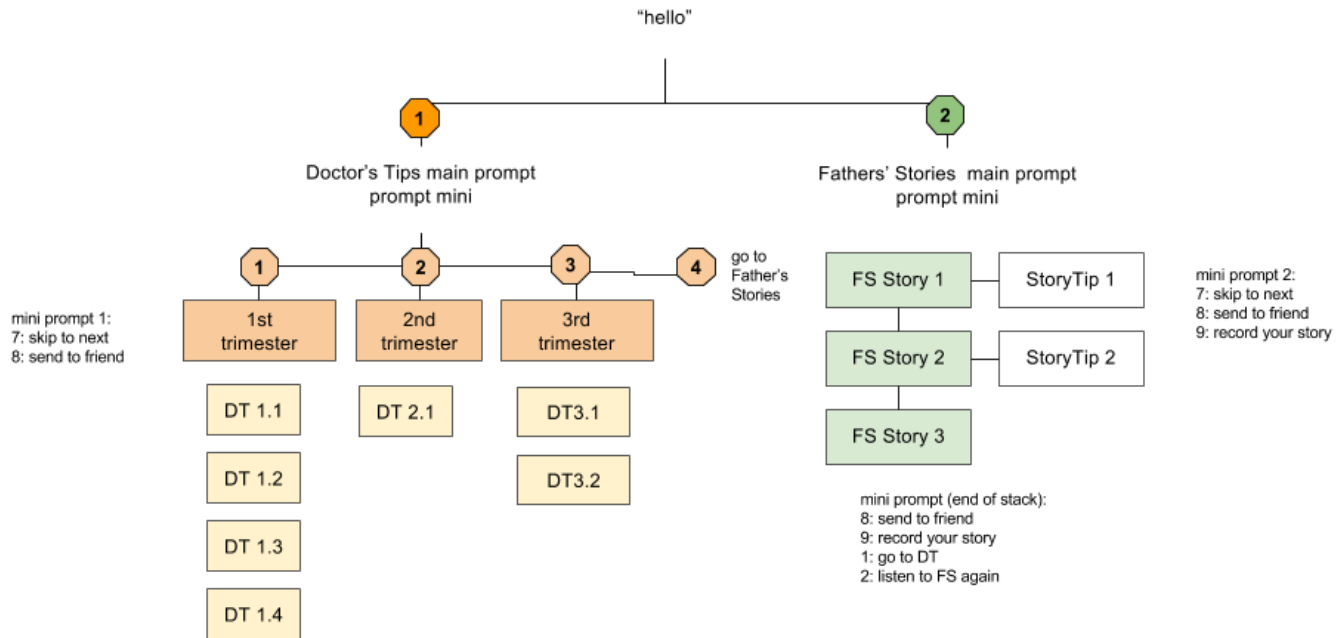 “hello”
1
2
Doctor's Tips main prompt
prompt mini
Fathers' Stories main prompt
prompt mini
1
2
3
4
go to
Father's
Stories
mini prompt 1:
7: skip to next
8: send to friend
1st
trimester
2nd
trimester
3rd
trimester
DT 1.1
DT 2.1
DT3.1
DT 1.2
DT3.2
DT 1.3
DT 1.4
FS Story 1
StoryTip 1
FS Story 2
StoryTip 2
FS Story 3
mini prompt 2:
7: skip to next
8: send to friend
9: record your story
mini prompt (end of stack):
8: send to friend
9: record your story
1: go to DT
2: listen to FS again